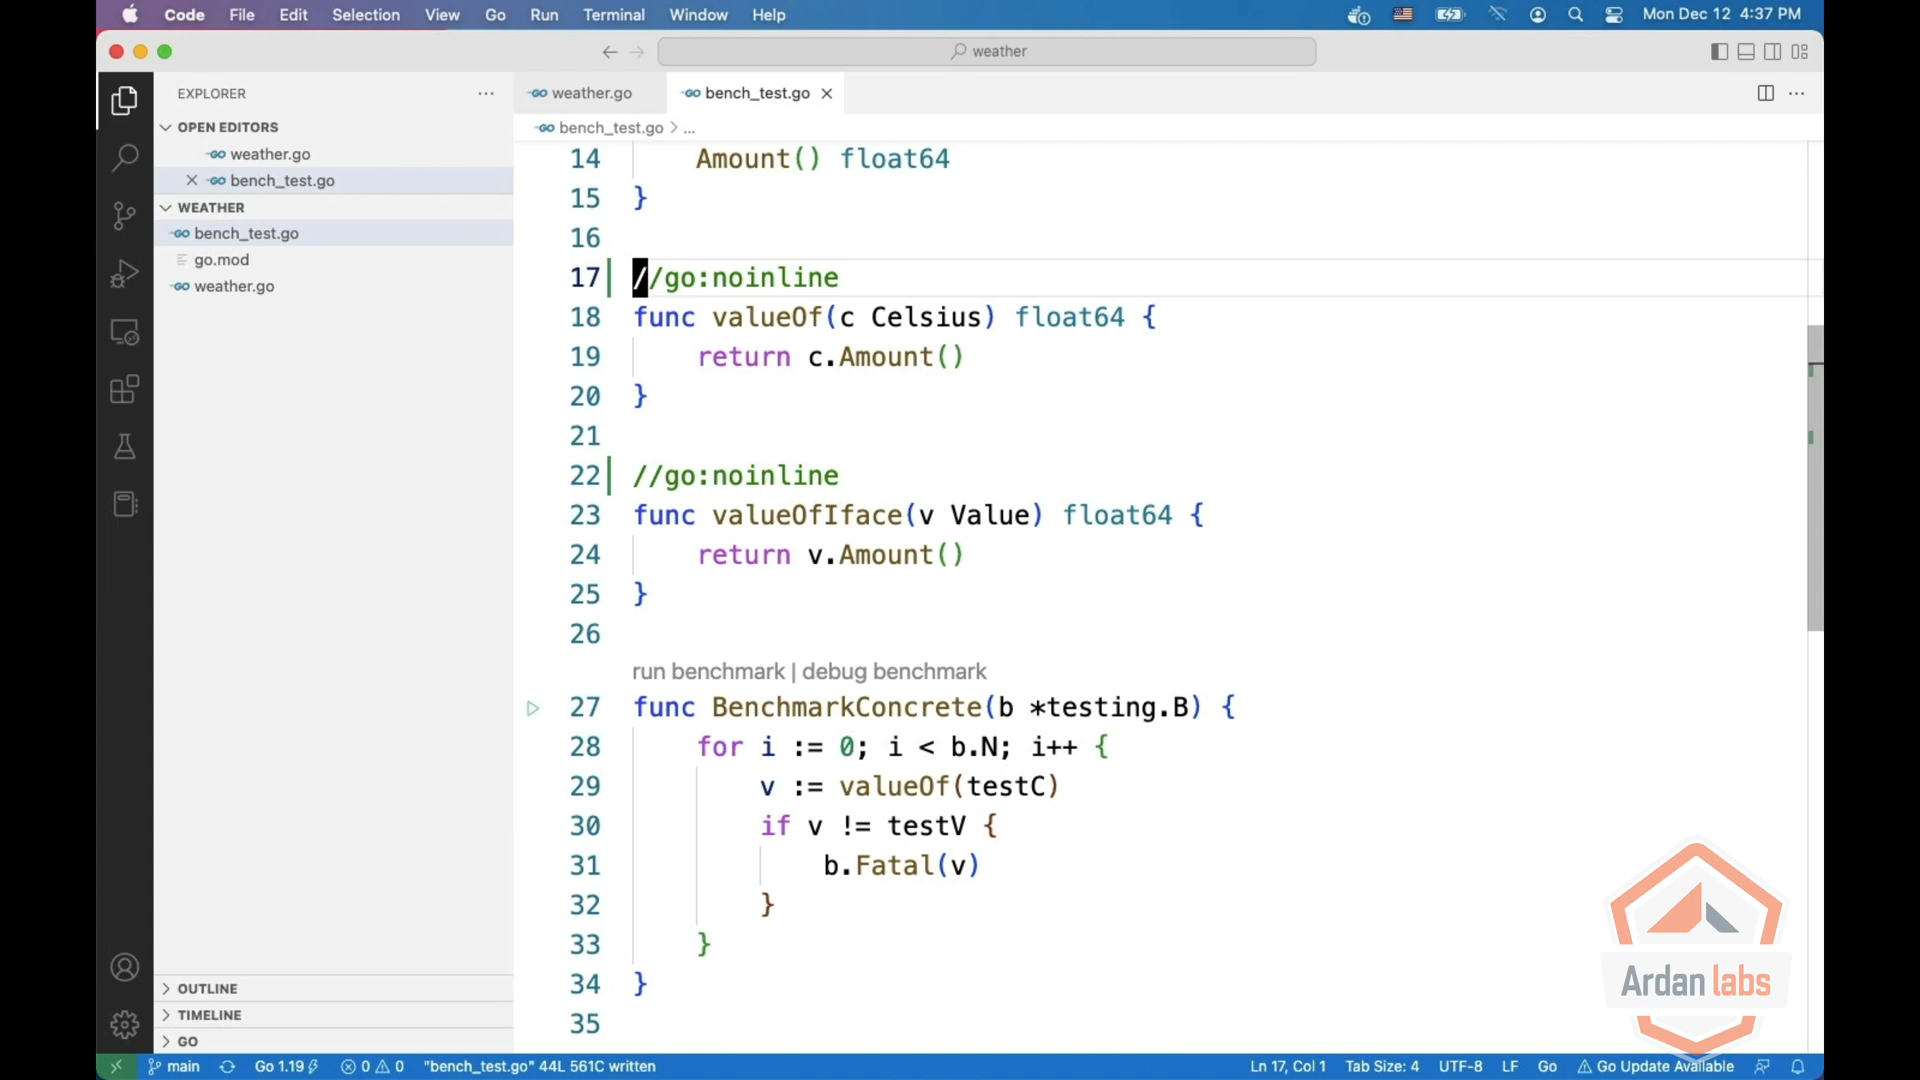 Code File Edit Selection View Go Run Terminal Window Help Mon Dec 12 4:37 PM
weather
EXPLORER
OPEN EDITORS
weather.go
bench_test.go
WEATHER
bench_test.go
go.mod
weather.go
OUTLINE
TIMELINE
GO
weather.go bench_test.go
bench_test.go > ...
14 Amount() float64
15 }
16
17 //go:noinline
18 func valueOf(c Celsius) float64 {
19 return c.Amount()
20 }
21
22 //go:noinline
23 func valueOfIface(v Value) float64 {
24 return v.Amount()
25 }
26
run benchmark | debug benchmark
27 func BenchmarkConcrete(b *testing.B) {
28 for i := 0; i < b.N; i++ {
29 v := valueOf(testC)
30 if v != testV {
31 b.Fatal(v)
32 }
33 }
34 }
35
Ardan labs
main Go 1.19 0 0 "bench_test.go" 44L 561C written Ln 17, Col 1 Tab Size: 4 UTF-8 LF Go Go Update Available